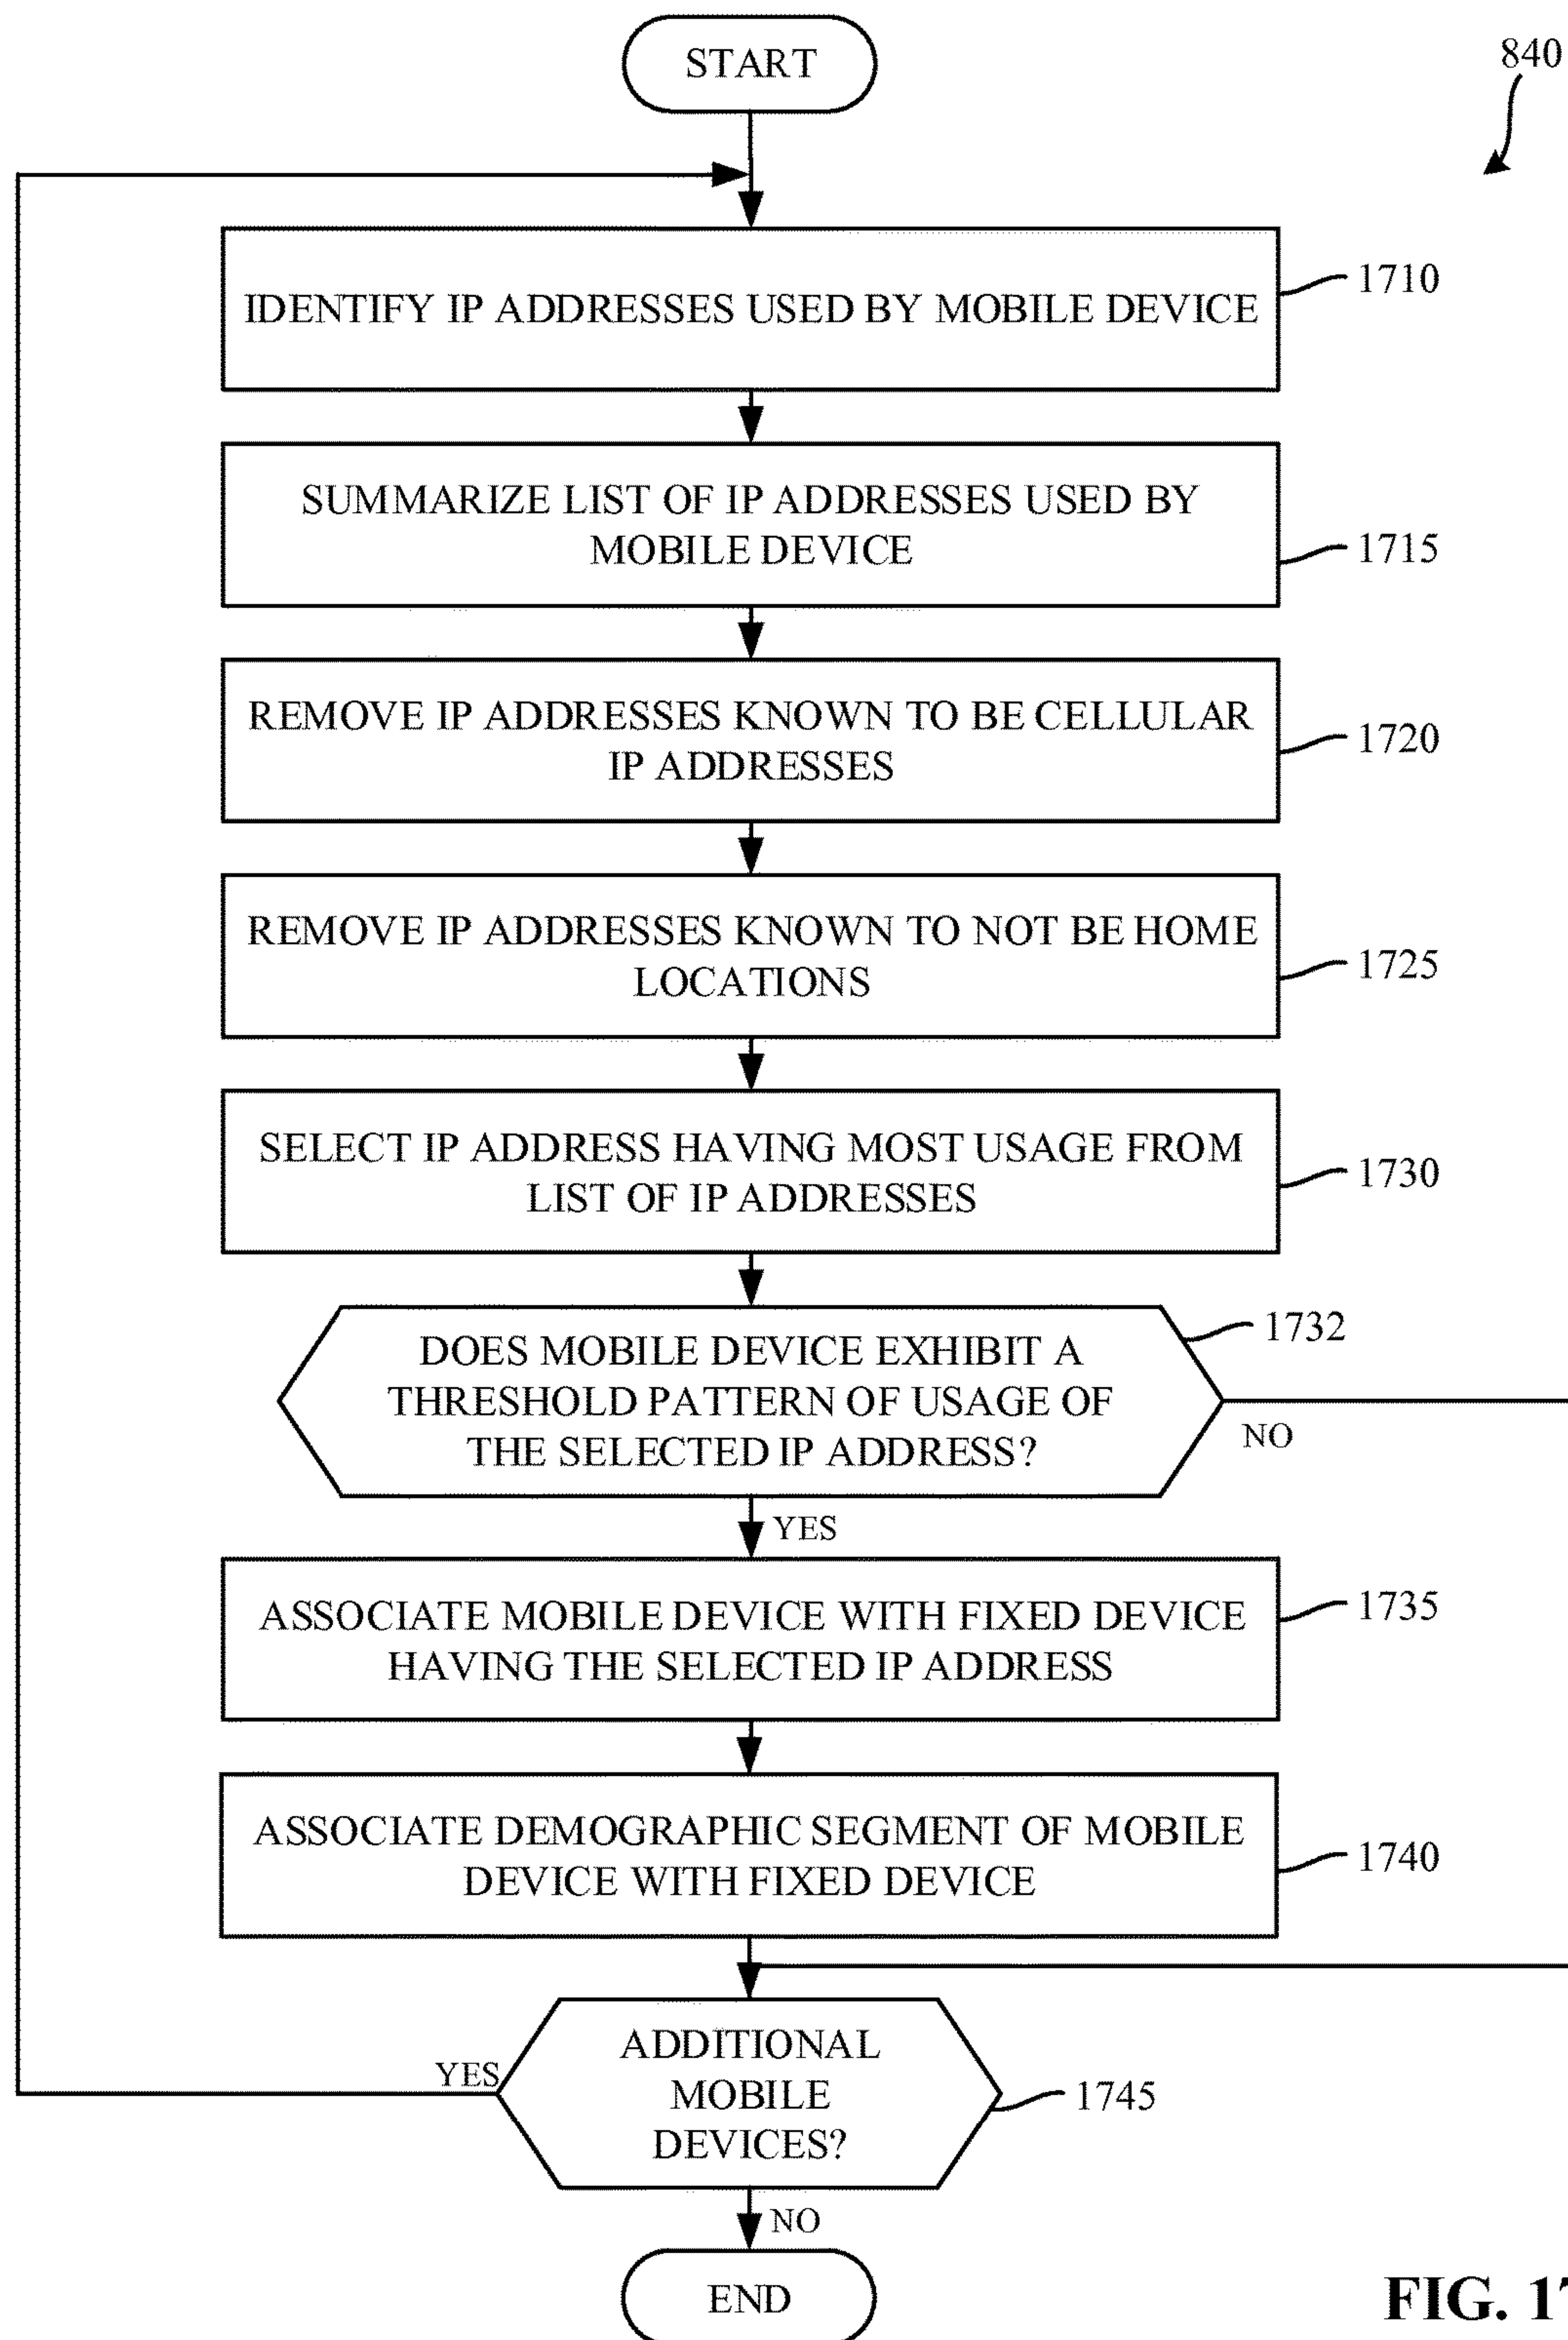 START
840
IDENTIFY IP ADDRESSES USED BY MOBILE DEVICE
1710
SUMMARIZE LIST OF IP ADDRESSES USED BY
MOBILE DEVICE
1715
REMOVE IP ADDRESSES KNOWN TO BE CELLULAR
IP ADDRESSES
1720
REMOVE IP ADDRESSES KNOWN TO NOT BE HOME
LOCATIONS
1725
SELECT IP ADDRESS HAVING MOST USAGE FROM
LIST OF IP ADDRESSES
1730
DOES MOBILE DEVICE EXHIBIT A
THRESHOLD PATTERN OF USAGE OF
THE SELECTED IP ADDRESS?
1732
NO
YES
ASSOCIATE MOBILE DEVICE WITH FIXED DEVICE
HAVING THE SELECTED IP ADDRESS
1735
ASSOCIATE DEMOGRAPHIC SEGMENT OF MOBILE
DEVICE WITH FIXED DEVICE
1740
YES
ADDITIONAL
MOBILE
DEVICES?
1745
NO
END
FIG. 17